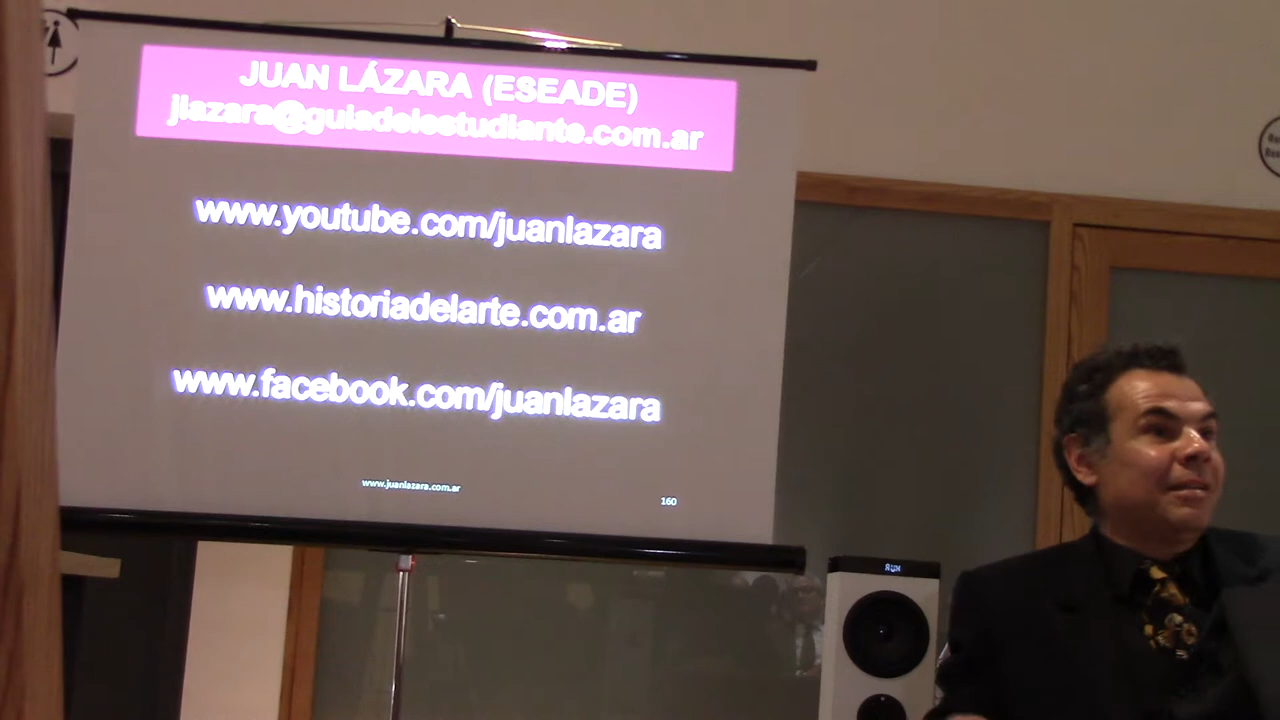 JUAN LÁZARA (ESEADE)
jlazara@guiadelestudiante.com.ar
www.youtube.com/juanlazara
www.historiadelarte.com.ar
www.facebook.com/juanlazara
www.juanlazara.com.ar
160
AUX